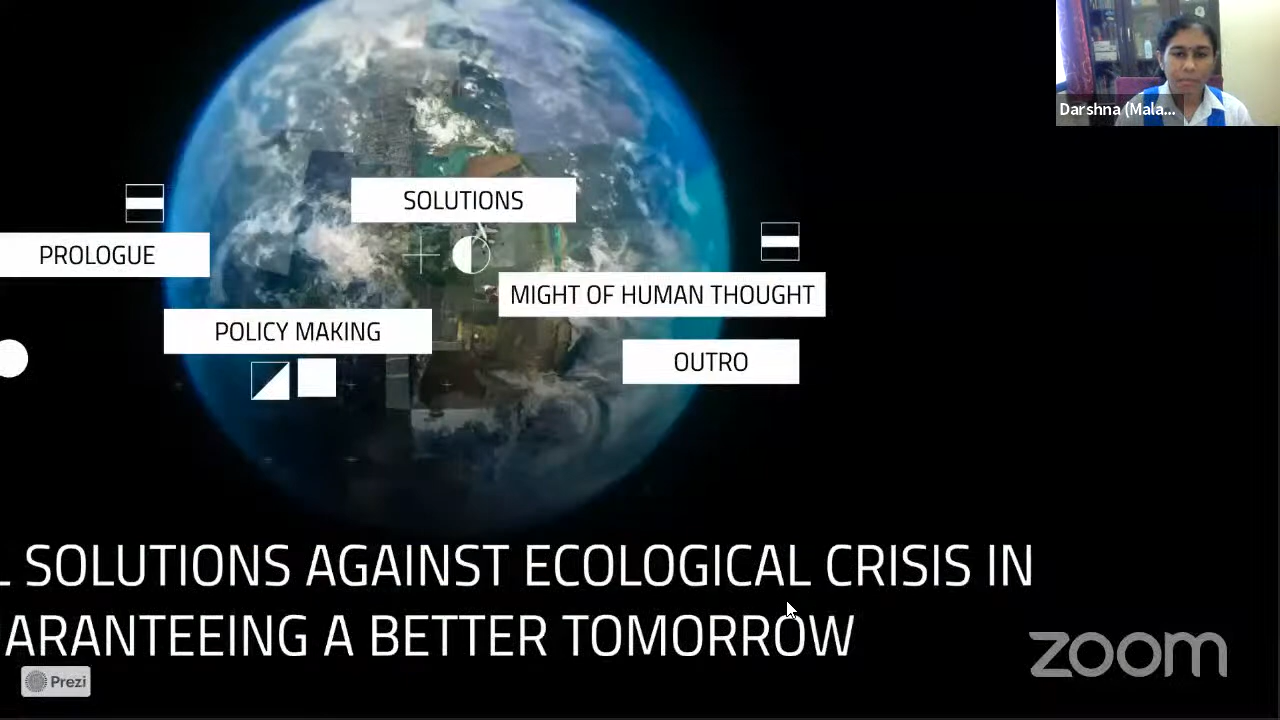 Darshna (Mala...
SOLUTIONS
PROLOGUE
MIGHT OF HUMAN THOUGHT
POLICY MAKING
OUTRO
L SOLUTIONS AGAINST ECOLOGICAL CRISIS IN
ARANTEEING A BETTER TOMORROW
zoom
Prezi